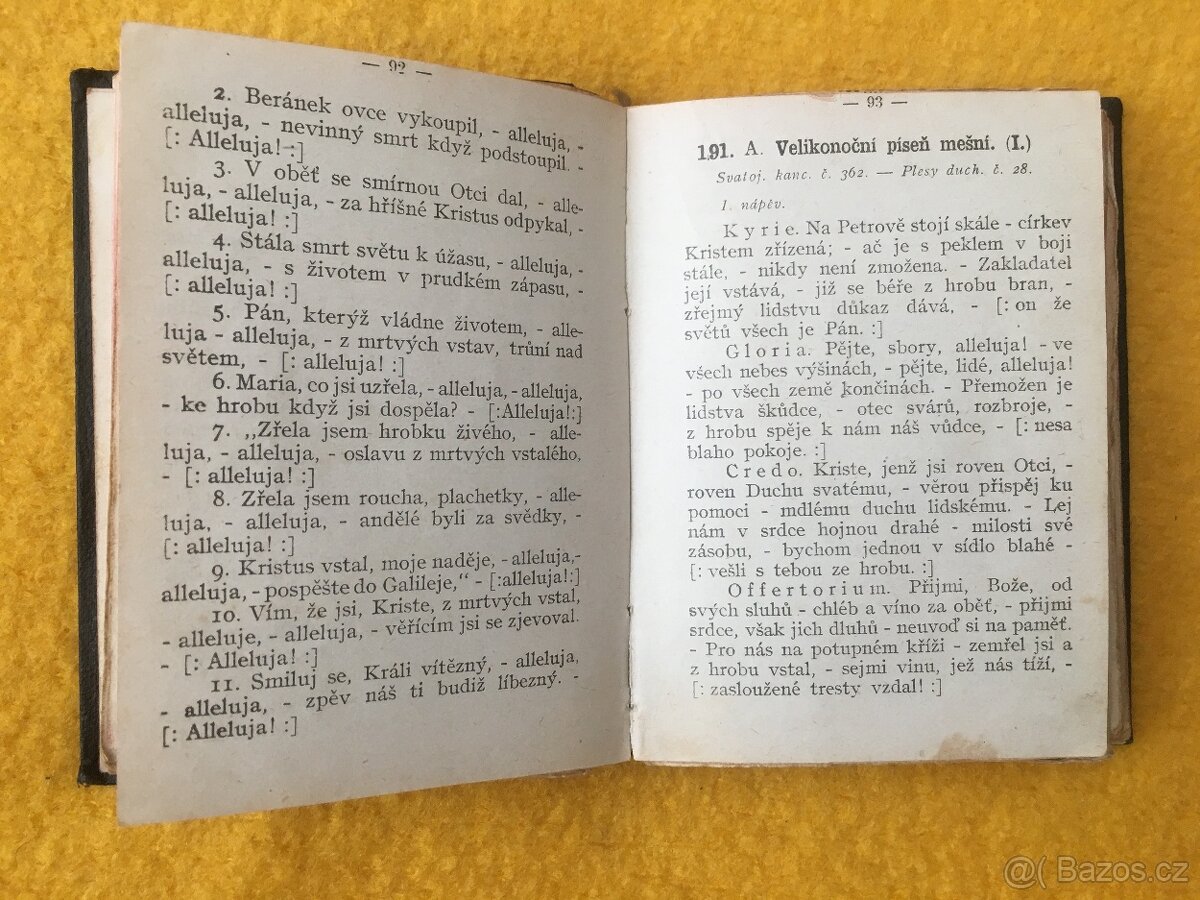 — 92 —
2. Beránek ovce vykoupil, - alleluja, -
alleluja, - nevinný smrt když podstoupil. -
[: Alleluja! :]
3. V oběť se smírnou Otci dal, - alle-
luja, - alleluja, - za hříšné Kristus odpykal, -
[: alleluja! :]
4. Stála smrt světu k úžasu, - alleluja, -
alleluja, - s životem v prudkém zápasu, -
[: alleluja! :]
5. Pán, kterýž vládne životem, - alle-
luja - alleluja, - z mrtvých vstav, trůní nad
světem, - [: alleluja! :]
6. Maria, co jsi uzřela, - alleluja, - alleluja,
- ke hrobu když jsi dospěla? - [:Alleluja!:]
7. „Zřela jsem hrobku živého, - alle-
luja, - alleluja, - oslavu z mrtvých vstalého,
- [: alleluja! :]
8. Zřela jsem roucha, plachetky, - alle-
luja, - alleluja, - andělé byli za svědky, -
[: alleluja! :]
9. Kristus vstal, moje naděje, - alleluja,-
alleluja, - pospěšte do Galileje,“ - [:alleluja!:]
10. Vím, že jsi, Kriste, z mrtvých vstal,
- alleluje, - alleluja, - věřícím jsi se zjevoval.
- [: Alleluja! :]
11. Smiluj se, Králi vítězný, - alleluja,
- alleluja, - zpěv náš ti budiž líbezný. -
[: Alleluja! :]
— 93 —
191. A. Velikonoční píseň mešní. (I.)
Svatoj. kanc. č. 362. — Plesy duch. č. 28.
I. nápěv.
Kyrie. Na Petrově stojí skále - církev
Kristem zřízená; - ač je s peklem v boji
stále, - nikdy není zmožena. - Zakladatel
její vstává, - již se béře z hrobu bran, -
zřejmý lidstvu důkaz dává, - [: on že
světů všech je Pán. :]
Gloria. Pějte, sbory, alleluja! - ve
všech nebes výšinách, - pějte, lidé, alleluja!
- po všech země končinách. - Přemožen je
lidstva škůdce, - otec svárů, rozbroje, -
z hrobu spěje k nám náš vůdce, - [: nesa
blaho pokoje. :]
Credo. Kriste, jenž jsi roven Otci, -
roven Duchu svatému, - věrou přispěj ku
pomoci - mdlému duchu lidskému. - Lej
nám v srdce hojnou drahé - milosti své
zásobu, - bychom jednou v sídlo blahé -
[: vešli s tebou ze hrobu. :]
Offertorium. Přijmi, Bože, od
svých sluhů - chléb a víno za oběť, - přijmi
srdce, však jich dluhů - neuvoď si na paměť.
- Pro nás na potupném kříži - zemřel jsi a
z hrobu vstal, - sejmi vinu, jež nás tíží, -
[: zasloužené tresty vzdal! :]
@( Bazos.cz